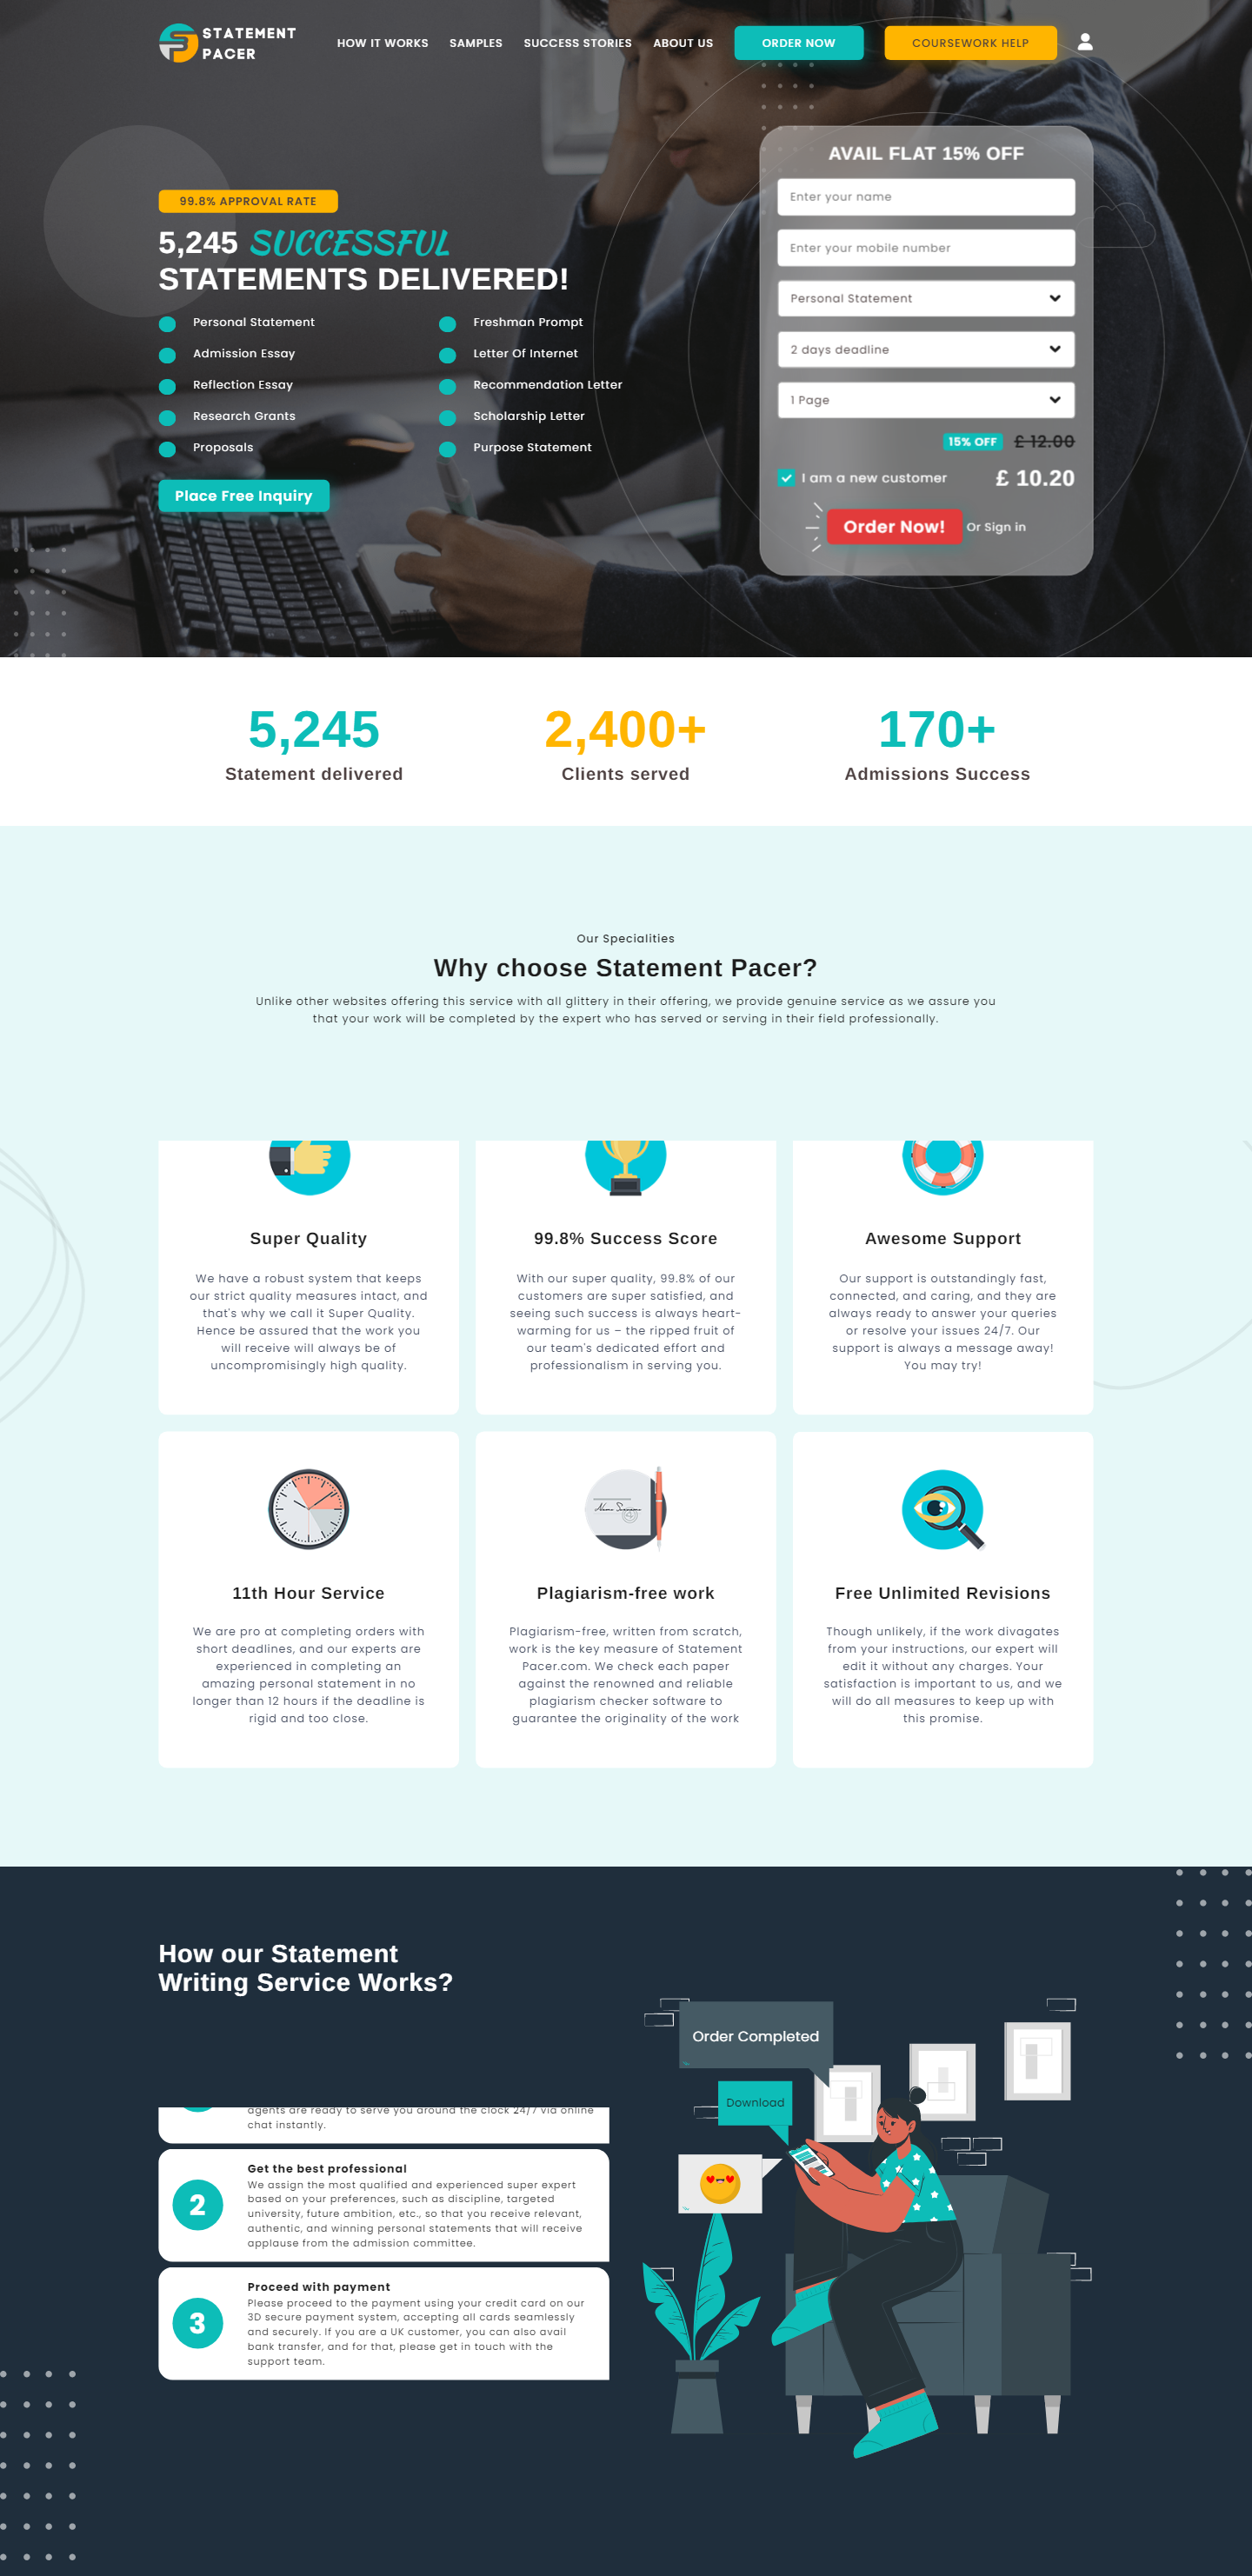 STATEMENT
PACER
HOW IT WORKS
SAMPLES
SUCCESS STORIES
ABOUT US
ORDER NOW
COURSEWORK HELP
99.8% APPROVAL RATE
5,245 SUCCESSFUL
STATEMENTS DELIVERED!
Personal Statement
Admission Essay
Reflection Essay
Research Grants
Proposals
Freshman Prompt
Letter Of Internet
Recommendation Letter
Scholarship Letter
Purpose Statement
Place Free Inquiry
AVAIL FLAT 15% OFF
Enter your name
Enter your mobile number
Personal Statement
2 days deadline
1 Page
15% OFF £ 12.00
I am a new customer £ 10.20
Order Now! Or Sign in
5,245
Statement delivered
2,400+
Clients served
170+
Admissions Success
Our Specialities
Why choose Statement Pacer?
Unlike other websites offering this service with all glittery in their offering, we provide genuine service as we assure you
that your work will be completed by the expert who has served or serving in their field professionally.
Super Quality
We have a robust system that keeps
our strict quality measures intact, and
that's why we call it Super Quality.
Hence be assured that the work you
will receive will always be of
uncompromisingly high quality.
99.8% Success Score
With our super quality, 99.8% of our
customers are super satisfied, and
seeing such success is always heart-
warming for us – the ripped fruit of
our team's dedicated effort and
professionalism in serving you.
Awesome Support
Our support is outstandingly fast,
connected, and caring, and they are
always ready to answer your queries
or resolve your issues 24/7. Our
support is always a message away!
You may try!
11th Hour Service
We are pro at completing orders with
short deadlines, and our experts are
experienced in completing an
amazing personal statement in no
longer than 12 hours if the deadline is
rigid and too close.
Plagiarism-free work
Plagiarism-free, written from scratch,
work is the key measure of Statement
Pacer.com. We check each paper
against the renowned and reliable
plagiarism checker software to
guarantee the originality of the work
Free Unlimited Revisions
Though unlikely, if the work divagates
from your instructions, our expert will
edit it without any charges. Your
satisfaction is important to us, and we
will do all measures to keep up with
this promise.
How our Statement
Writing Service Works?
agents are ready to serve you around the clock 24/7 via online
chat instantly.
2
Get the best professional
We assign the most qualified and experienced super expert
based on your preferences, such as discipline, targeted
university, future ambition, etc., so that you receive relevant,
authentic, and winning personal statements that will receive
applause from the admission committee.
3
Proceed with payment
Please proceed to the payment using your credit card on our
3D secure payment system, accepting all cards seamlessly
and securely. If you are a UK customer, you can also avail
bank transfer, and for that, please get in touch with the
support team.
Order Completed
Download